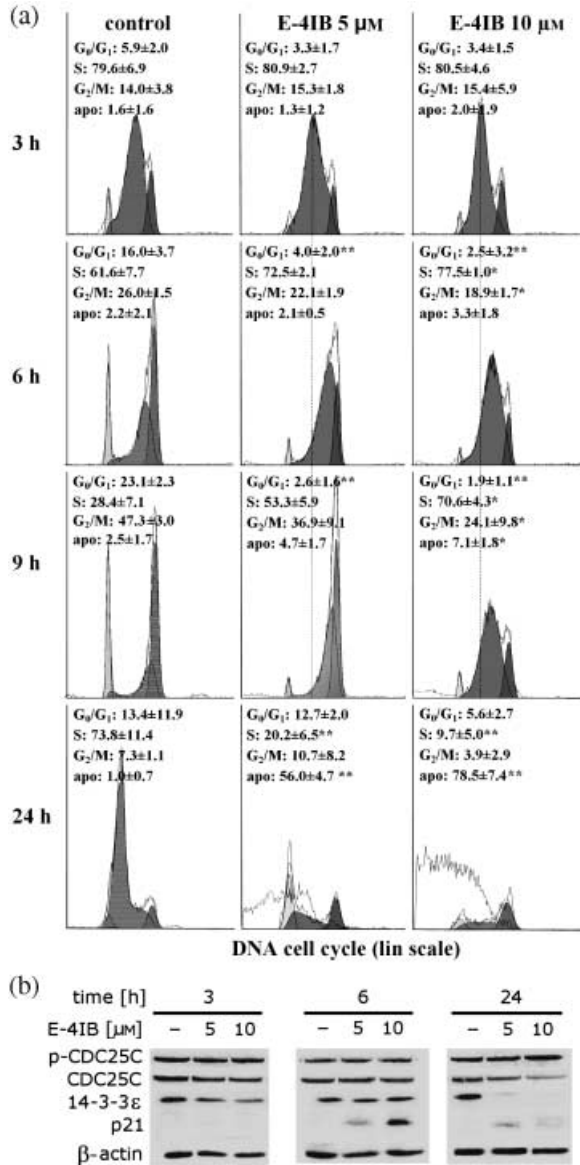 (a)
control
E-4IB 5 μM
E-4IB 10 μM
3 h
G₀/G₁: 5.9±2.0
S: 79.6±6.9
G₂/M: 14.0±3.8
apo: 1.6±1.6
G₀/G₁: 3.3±1.7
S: 80.9±2.7
G₂/M: 15.3±1.8
apo: 1.3±1.2
G₀/G₁: 3.4±1.5
S: 80.5±4.6
G₂/M: 15.4±5.9
apo: 2.0±1.9
6 h
G₀/G₁: 16.0±3.7
S: 61.6±7.7
G₂/M: 26.0±1.5
apo: 2.2±2.1
G₀/G₁: 4.0±2.0**
S: 72.5±2.1
G₂/M: 22.1±1.9
apo: 2.1±0.5
G₀/G₁: 2.5±3.2**
S: 77.5±1.0*
G₂/M: 18.9±1.7*
apo: 3.3±1.8
9 h
G₀/G₁: 23.1±2.3
S: 28.4±7.1
G₂/M: 47.3±3.0
apo: 2.5±1.7
G₀/G₁: 2.6±1.6**
S: 53.3±5.9
G₂/M: 36.9±9.1
apo: 4.7±1.7
G₀/G₁: 1.9±1.1**
S: 70.6±4.3*
G₂/M: 24.1±9.8*
apo: 7.1±1.8*
24 h
G₀/G₁: 13.4±11.9
S: 73.8±11.4
G₂/M: 7.3±1.1
apo: 1.0±0.7
G₀/G₁: 12.7±2.0
S: 20.2±6.5**
G₂/M: 10.7±8.2
apo: 56.0±4.7 **
G₀/G₁: 5.6±2.7
S: 9.7±5.0**
G₂/M: 3.9±2.9
apo: 78.5±7.4**
DNA cell cycle (lin scale)
(b)
time [h] 3 6 24
E-4IB [μM] – 5 10 – 5 10 – 5 10
p-CDC25C
CDC25C
14-3-3ε
p21
β-actin